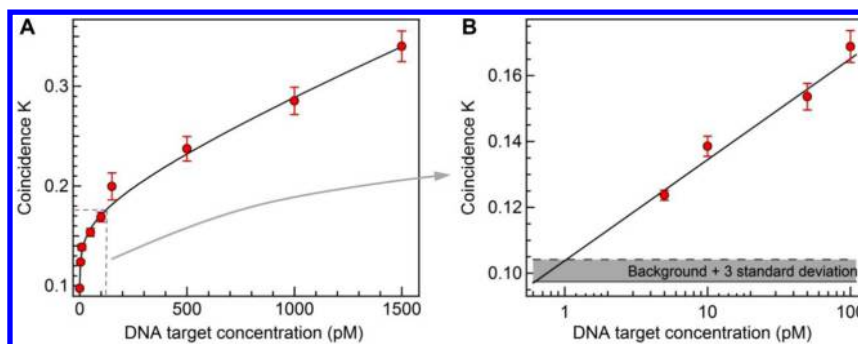 A
Coincidence K
0.3
0.2
0.1
0
500
1000
1500
DNA target concentration (pM)
B
Coincidence K
0.16
0.14
0.12
0.10
Background + 3 standard deviation
1
10
100
DNA target concentration (pM)